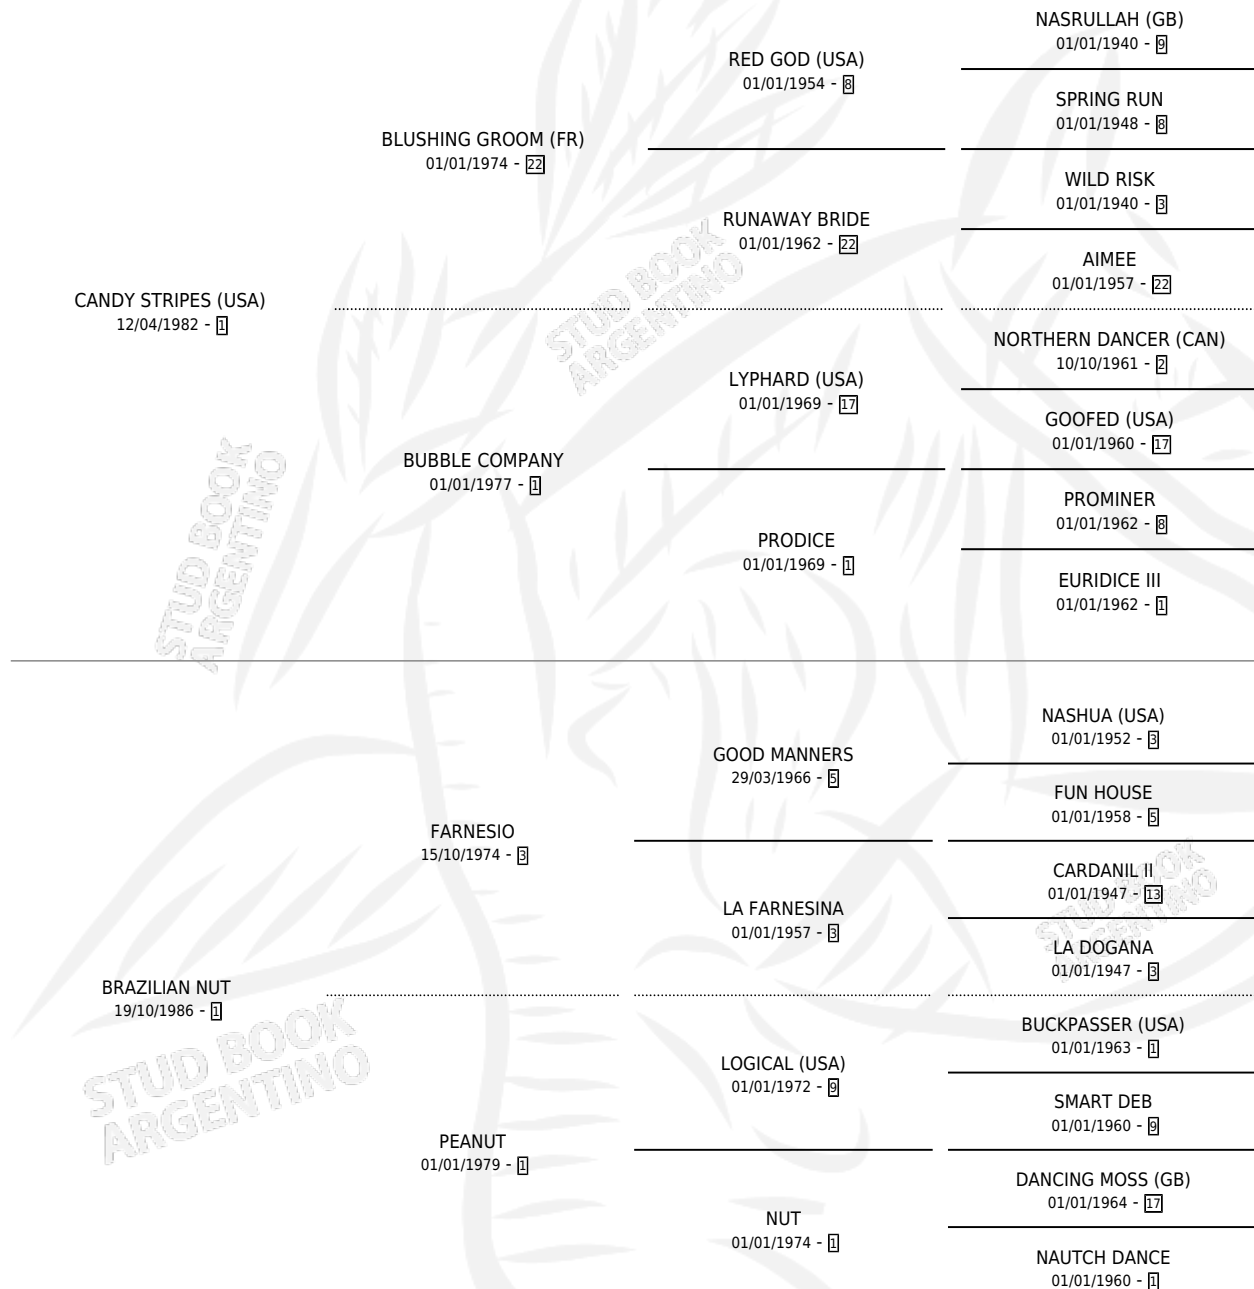 NASRULLAH (GB)
01/01/1940 - 9
RED GOD (USA)
01/01/1954 - 8
SPRING RUN
01/01/1948 - 8
BLUSHING GROOM (FR)
01/01/1974 - 22
WILD RISK
01/01/1940 - 3
RUNAWAY BRIDE
01/01/1962 - 22
AIMEE
01/01/1957 - 22
CANDY STRIPES (USA)
12/04/1982 - 1
STUD BOOK
ARGENTINO
NORTHERN DANCER (CAN)
10/10/1961 - 2
LYPHARD (USA)
01/01/1969 - 17
GOOFED (USA)
01/01/1960 - 17
BUBBLE COMPANY
01/01/1977 - 1
PROMINER
01/01/1962 - 8
PRODICE
01/01/1969 - 1
EURIDICE III
01/01/1962 - 1
STUD BOOK
ARGENTINO
NASHUA (USA)
01/01/1952 - 3
GOOD MANNERS
29/03/1966 - 5
FUN HOUSE
01/01/1958 - 5
FARNESIO
15/10/1974 - 3
CARDANIL II
01/01/1947 - 13
LA FARNESINA
01/01/1957 - 3
LA DOGANA
01/01/1947 - 3
STUD BOOK
ARGENTINO
BRAZILIAN NUT
19/10/1986 - 1
BUCKPASSER (USA)
01/01/1963 - 1
LOGICAL (USA)
01/01/1972 - 9
SMART DEB
01/01/1960 - 9
STUD BOOK
ARGENTINO
PEANUT
01/01/1979 - 1
DANCING MOSS (GB)
01/01/1964 - 17
NUT
01/01/1974 - 1
NAUTCH DANCE
01/01/1960 - 1